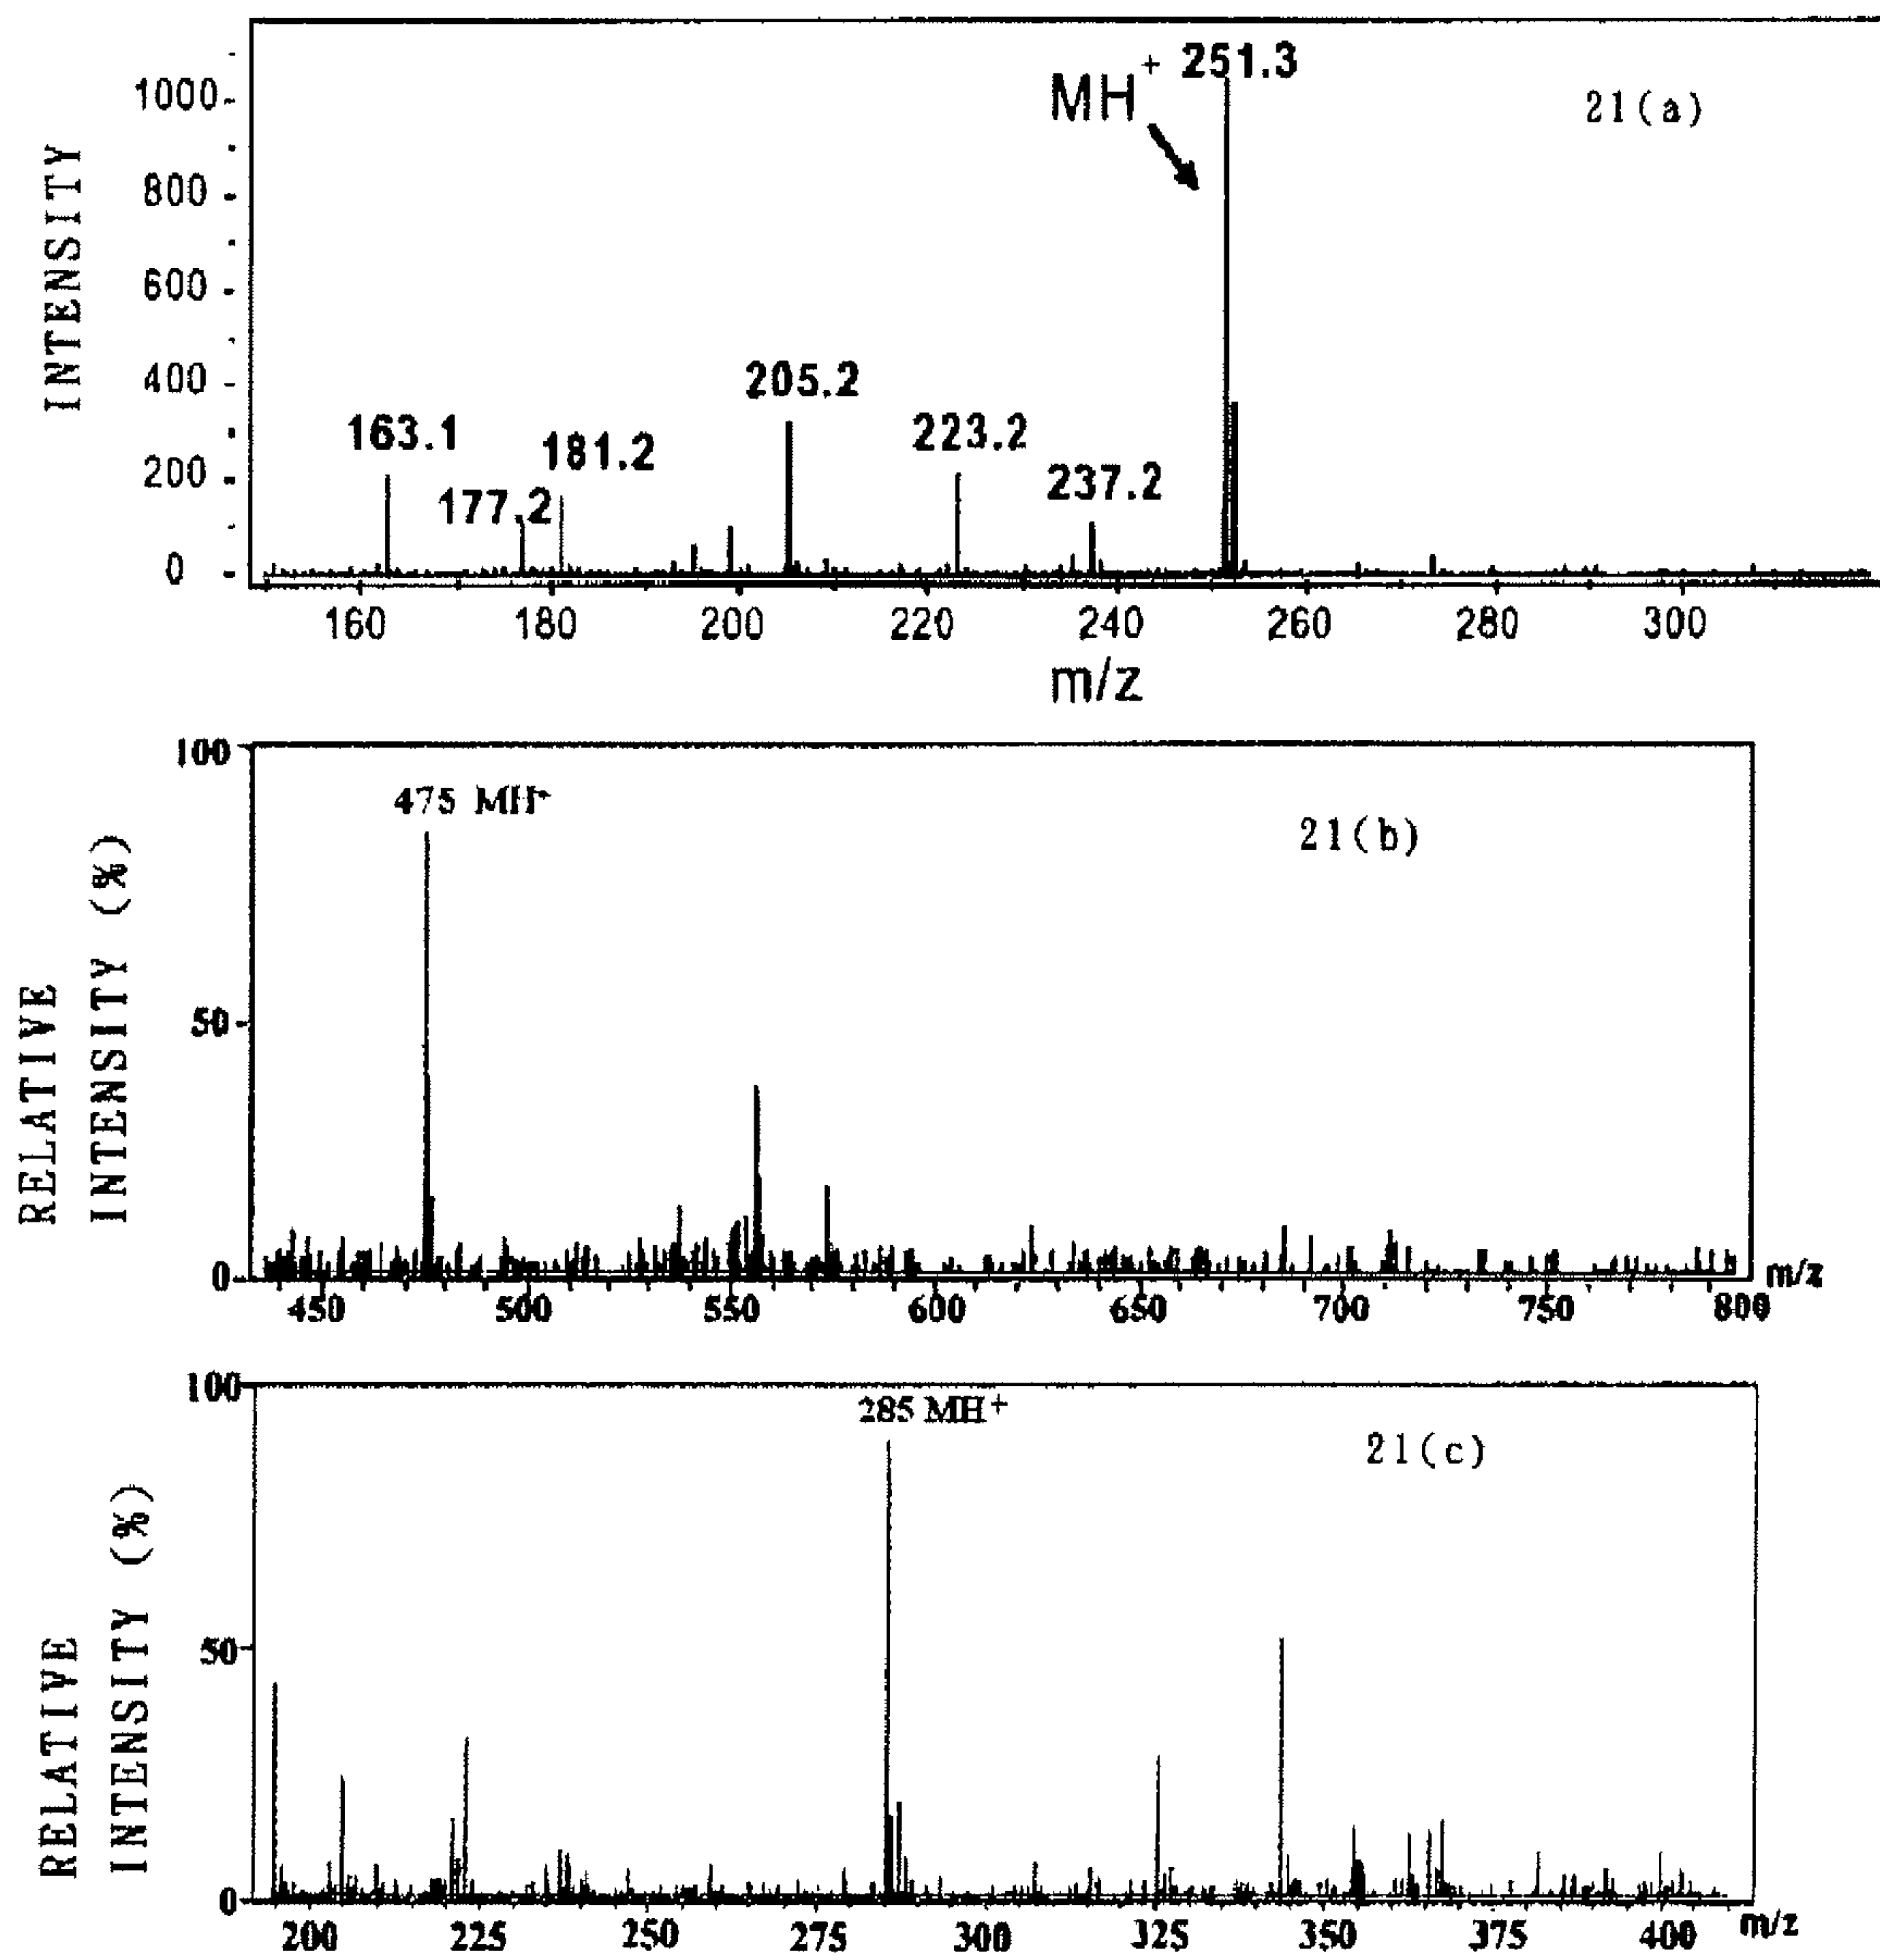 MH+ 251.3
21(a)
INTENSITY
1000
800
600
400
200
0
205.2
163.1
181.2
223.2
237.2
177.2
160 180 200 220 240 260 280 300
m/z
100
475 MH+
21(b)
RELATIVE
INTENSITY (%)
50
0
450 500 550 600 650 700 750 800
m/z
100
285 MH+
21(c)
RELATIVE
INTENSITY (%)
50
0
200 225 250 275 300 325 350 375 400
m/z